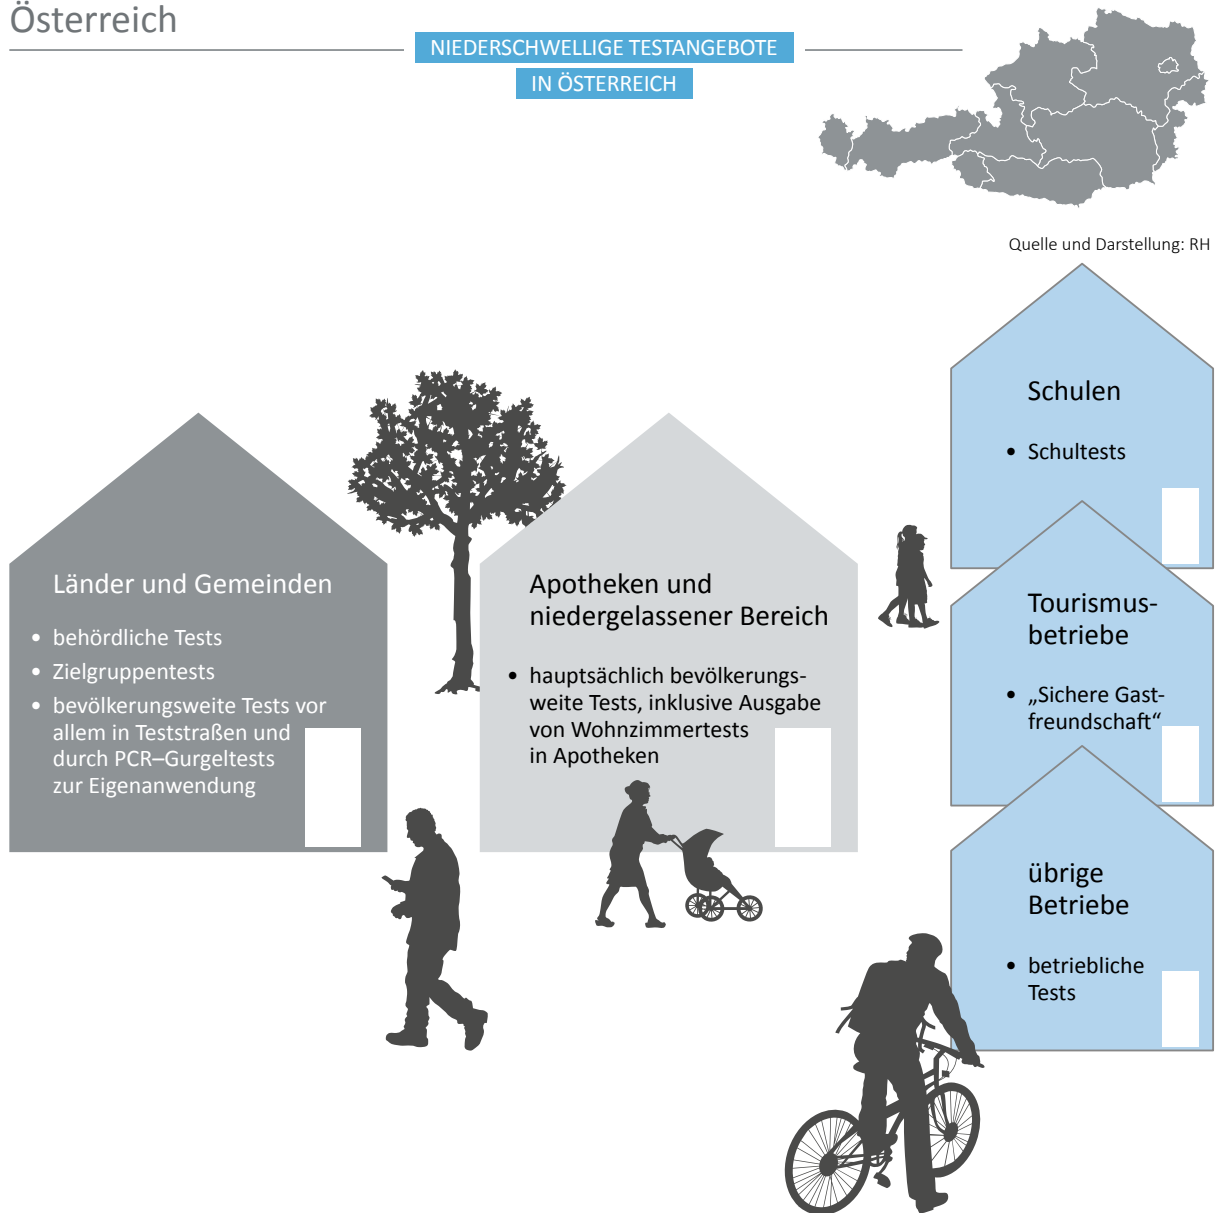 Österreich
NIEDERSCHWELLIGE TESTANGEBOTE
IN ÖSTERREICH
Quelle und Darstellung: RH
Länder und Gemeinden
• behördliche Tests
• Zielgruppentests
• bevölkerungsweite Tests vor
allem in Teststraßen und
durch PCR–Gurgeltests
zur Eigenanwendung
Apotheken und
niedergelassener Bereich
• hauptsächlich bevölkerungs-
weite Tests, inklusive Ausgabe
von Wohnzimmertests
in Apotheken
Schulen
• Schultests
Tourismus-
betriebe
• „Sichere Gast-
freundschaft“
übrige
Betriebe
• betriebliche
Tests